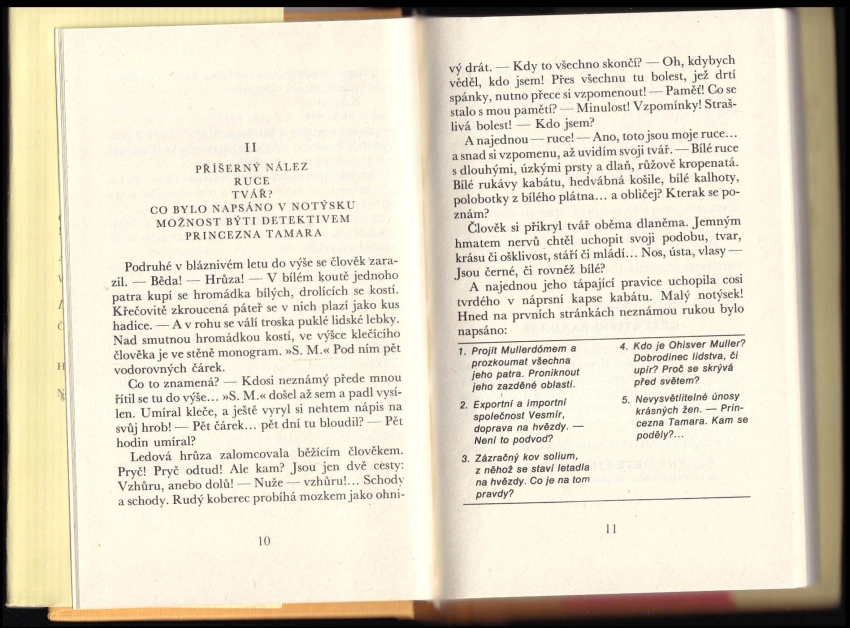 II
PŘÍŠERNÝ NÁLEZ
RUCE
TVÁŘ?
CO BYLO NAPSÁNO V NOTÝSKU
MOŽNOST BÝTI DETEKTIVEM
PRINCEZNA TAMARA
Podruhé v bláznivém letu do výše se člověk zara-
zil. — Běda! — Hrůza! — V bílém koutě jednoho
patra kupí se hromádka bílých, drolících se kostí.
Křečovitě zkroucená páteř se v nich plazí jako kus
hadice. — A v rohu se válí troska puklé lidské lebky.
Nad smutnou hromádkou kostí, ve výšce klečícího
člověka je ve stěně monogram. »S. M.« Pod ním pět
vodorovných čárek.
Co to znamená? — Kdosi neznámý přede mnou
řítil se tu do výše... »S. M.« došel až sem a padl vysí-
len. Umíral kleče, a ještě vyryl si nehtem nápis na
svůj hrob! — Pět čárek... pět dní tu bloudil? — Pět
hodin umíral?
Ledová hrůza zalomcovala běžícím člověkem.
Pryč! Pryč odtud! Ale kam? Jsou jen dvě cesty:
Vzhůru, anebo dolů! — Nuže — vzhůru!... Schody
a schody. Rudý koberec probíhá mozkem jako ohni-
10
vý drát. — Kdy to všechno skončí? — Oh, kdybych
věděl, kdo jsem! Přes všechnu tu bolest, jež drtí
spánky, nutno přece si vzpomenout! — Paměť! Co se
stalo s mou pamětí? — Minulost! Vzpomínky! Straš-
livá bolest! — Kdo jsem?
A najednou — ruce! — Ano, toto jsou moje ruce...
a snad si vzpomenu, až uvidím svoji tvář. — Bílé ruce
s dlouhými, úzkými prsty a dlaň, růžově kropenatá.
Bílé rukávy kabátu, hedvábná košile, bílé kalhoty,
polobotky z bílého plátna... a obličej? Kterak se po-
znám?
Člověk si přikryl tvář oběma dlaněma. Jemným
hmatem nervů chtěl uchopit svoji podobu, tvar,
krásu či ošklivost, stáří či mládí... Nos, ústa, vlasy —
Jsou černé, či rovněž bílé?
A najednou jeho tápající pravice uchopila cosi
tvrdého v náprsní kapse kabátu. Malý notýsek!
Hned na prvních stránkách neznámou rukou bylo
napsáno:
1. Projít Mullerdómem a
prozkoumat všechna
jeho patra. Proniknout
jeho zazděné oblasti.
2. Exportní a importní
společnost Vesmír,
doprava na hvězdy. —
Není to podvod?
3. Zázračný kov solium,
z něhož se staví letadla
na hvězdy. Co je na tom
pravdy?
4. Kdo je Ohisver Muller?
Dobrodinec lidstva, či
upír? Proč se skrývá
před světem?
5. Nevysvětlitelné únosy
krásných žen. — Prin-
cezna Tamara. Kam se
poděly?...
11